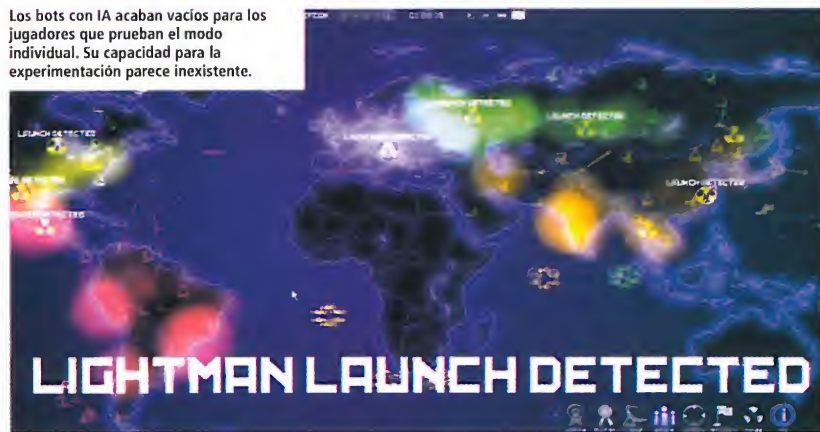 Los bots con IA acaban vacíos para los
jugadores que prueban el modo
individual. Su capacidad para la
experimentación parece inexistente.
LAUNCH DETECTED
LAUNCH DETECTED
LAUNCH DETECTED
LAUNCH DETECTED
LIGHTMAN LAUNCH DETECTED